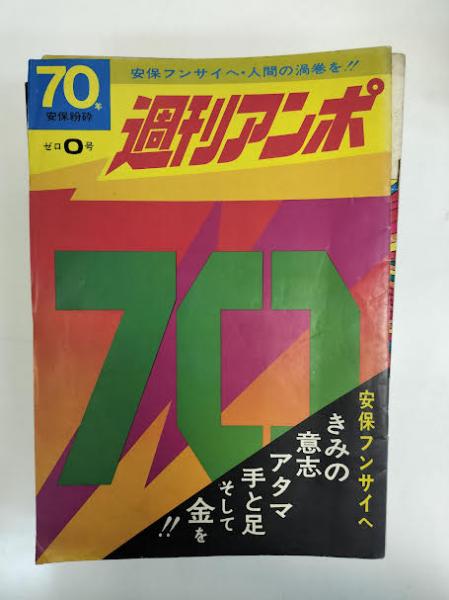 70年
安保粉砕
ゼロ0号
安保フンサイへ・人間の渦巻を!!
週刊アンポ
70
安保フンサイへ
きみの
意志
アタマ
手と足
そして
金を
!!